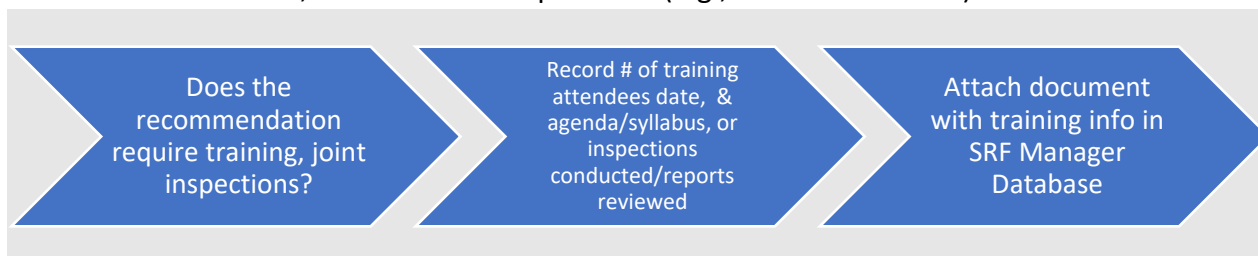 Does the
recommendation
require training, joint
inspections?
Record # of training
attendees date, &
agenda/syllabus, or
inspections
conducted/reports
reviewed
Attach document
with training info in
SRF Manager
Database